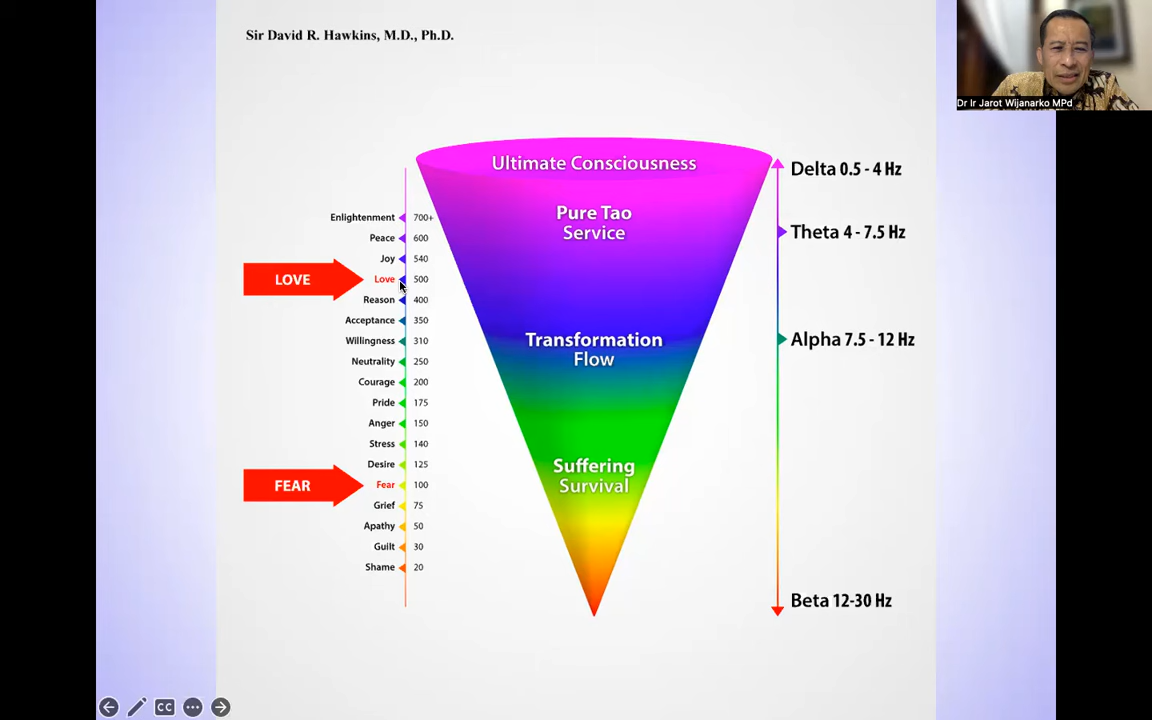 Sir David R. Hawkins, M.D., Ph.D.
Dr Ir Jarot Wijanarko MPd
Ultimate Consciousness
Pure Tao
Service
Transformation
Flow
Suffering
Survival
Enlightenment 700+
Peace 600
Joy 540
LOVE
Love 500
Reason 400
Acceptance 350
Willingness 310
Neutrality 250
Courage 200
Pride 175
Anger 150
Stress 140
Desire 125
FEAR
Fear 100
Grief 75
Apathy 50
Guilt 30
Shame 20
Delta 0.5 - 4 Hz
Theta 4 - 7.5 Hz
Alpha 7.5 - 12 Hz
Beta 12-30 Hz
CC